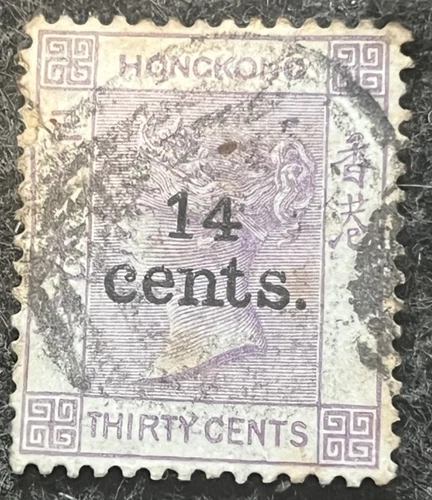 HONGKONG
香港
14
cents.
THIRTY CENTS